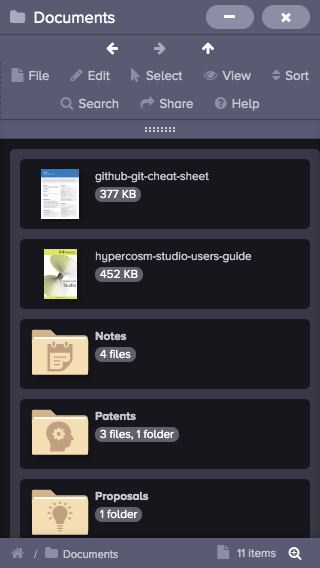 Documents
File Edit Select View Sort
Search Share Help
github-git-cheat-sheet
377 KB
hypercosm-studio-users-guide
452 KB
Notes
4 files
Patents
3 files, 1 folder
Proposals
1 folder
/ Documents 11 items